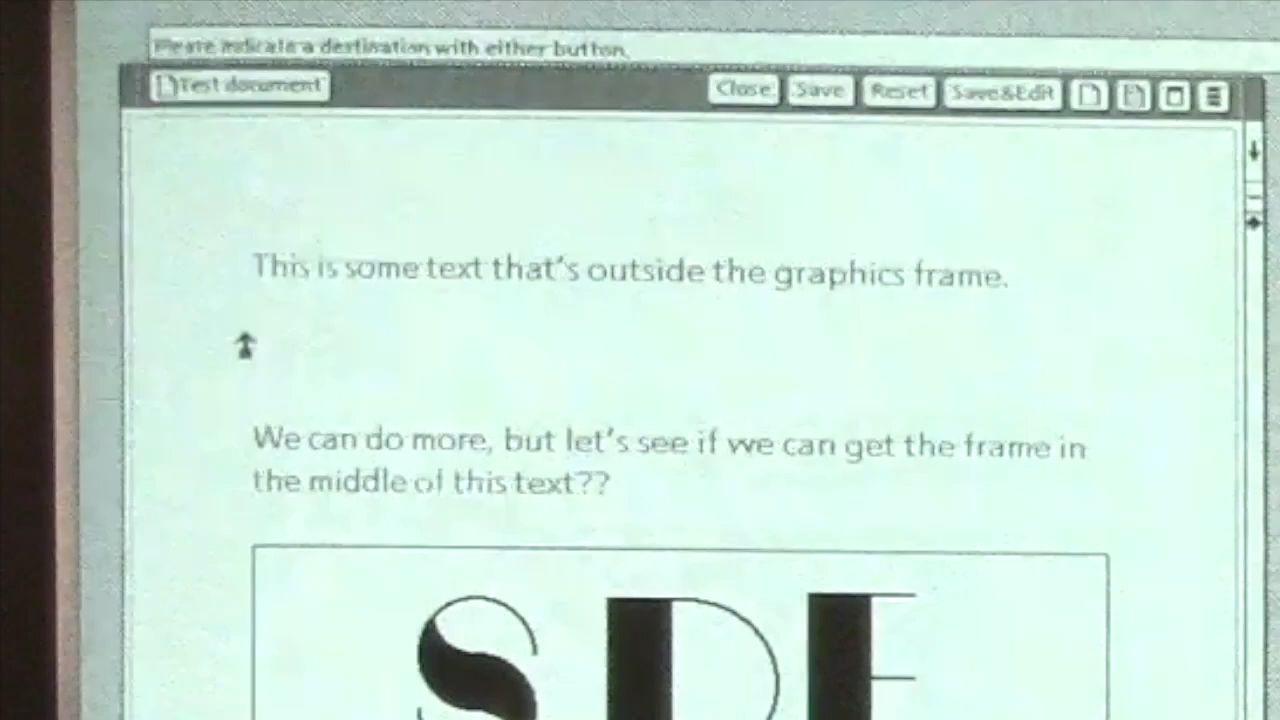 Please indicate a destination with either button.
Test document
Close Save Reset Save&Edit
This is some text that's outside the graphics frame.
We can do more, but let's see if we can get the frame in
the middle of this text??